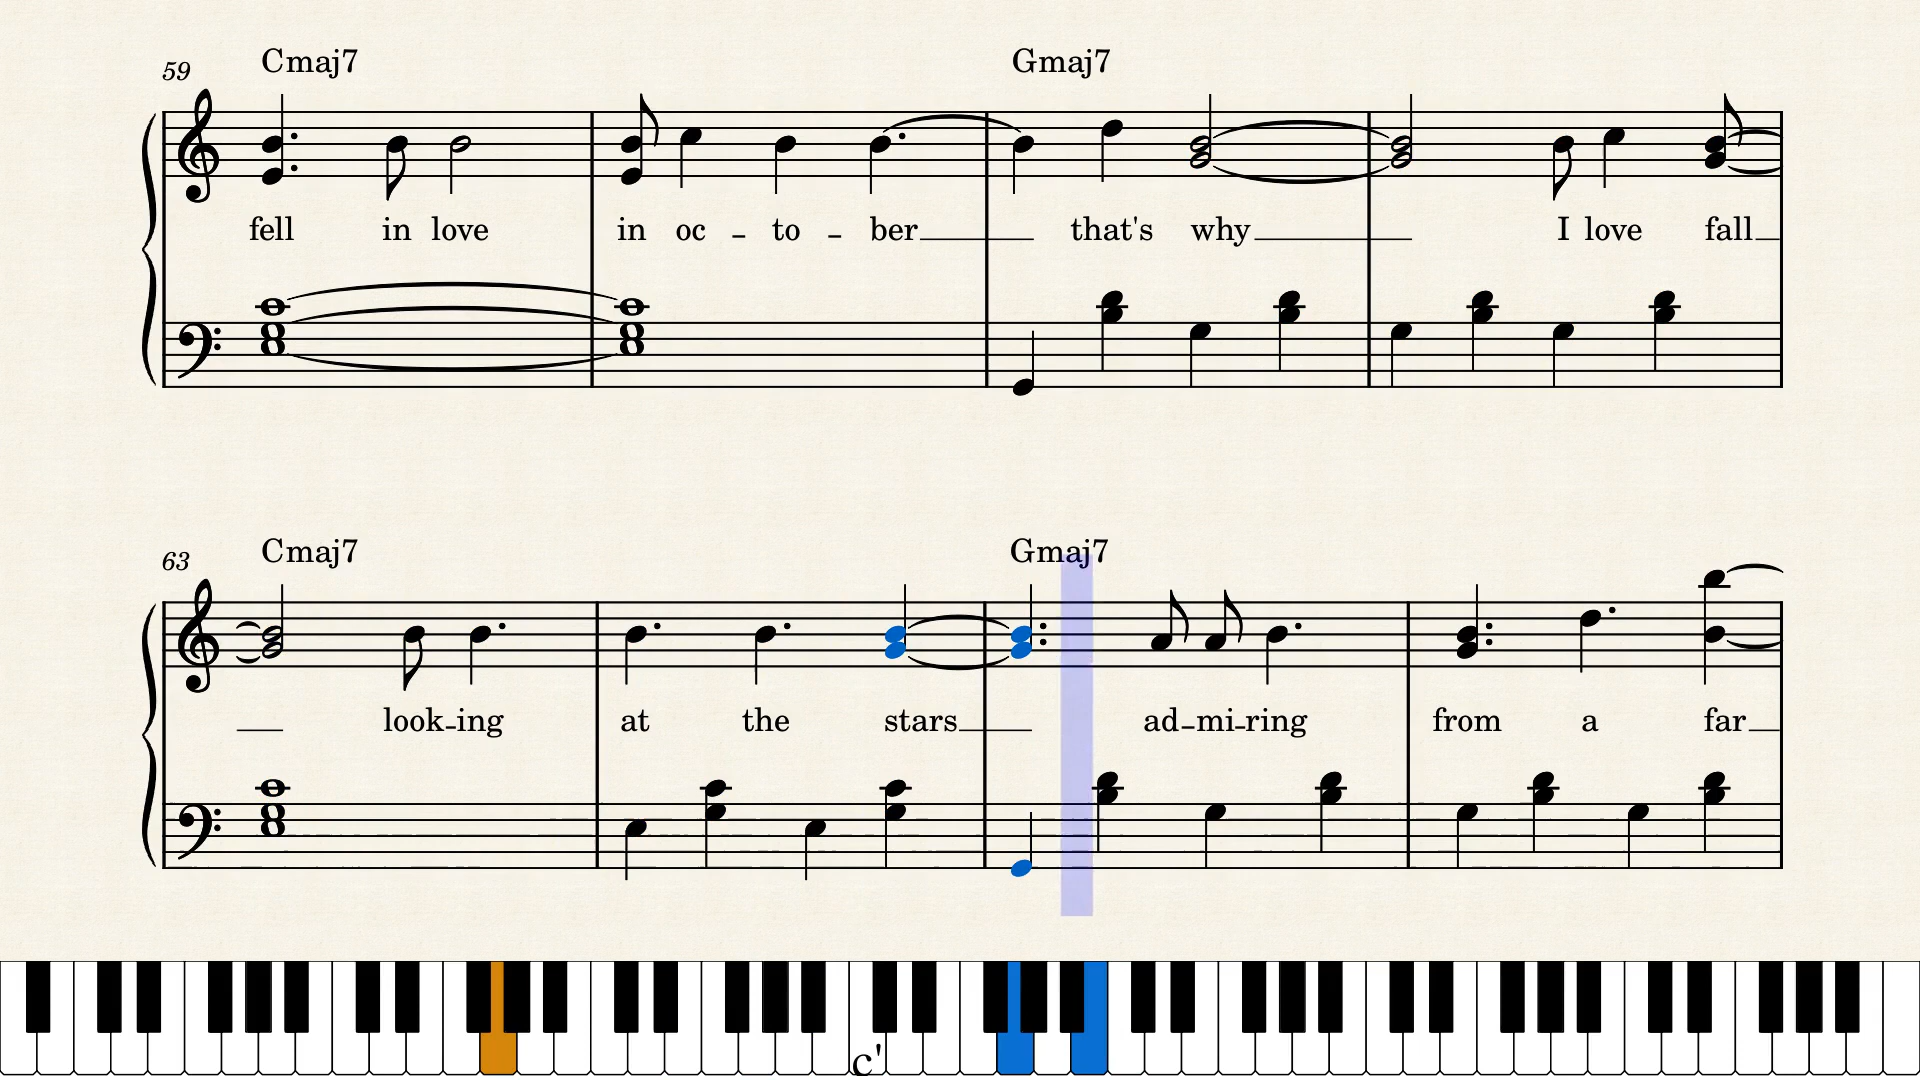 59 Cmaj7 Gmaj7
fell in love in oc - to - ber that's why I love fall
63 Cmaj7 Gmaj7
look-ing at the stars ad-mi-ring from a far
c'